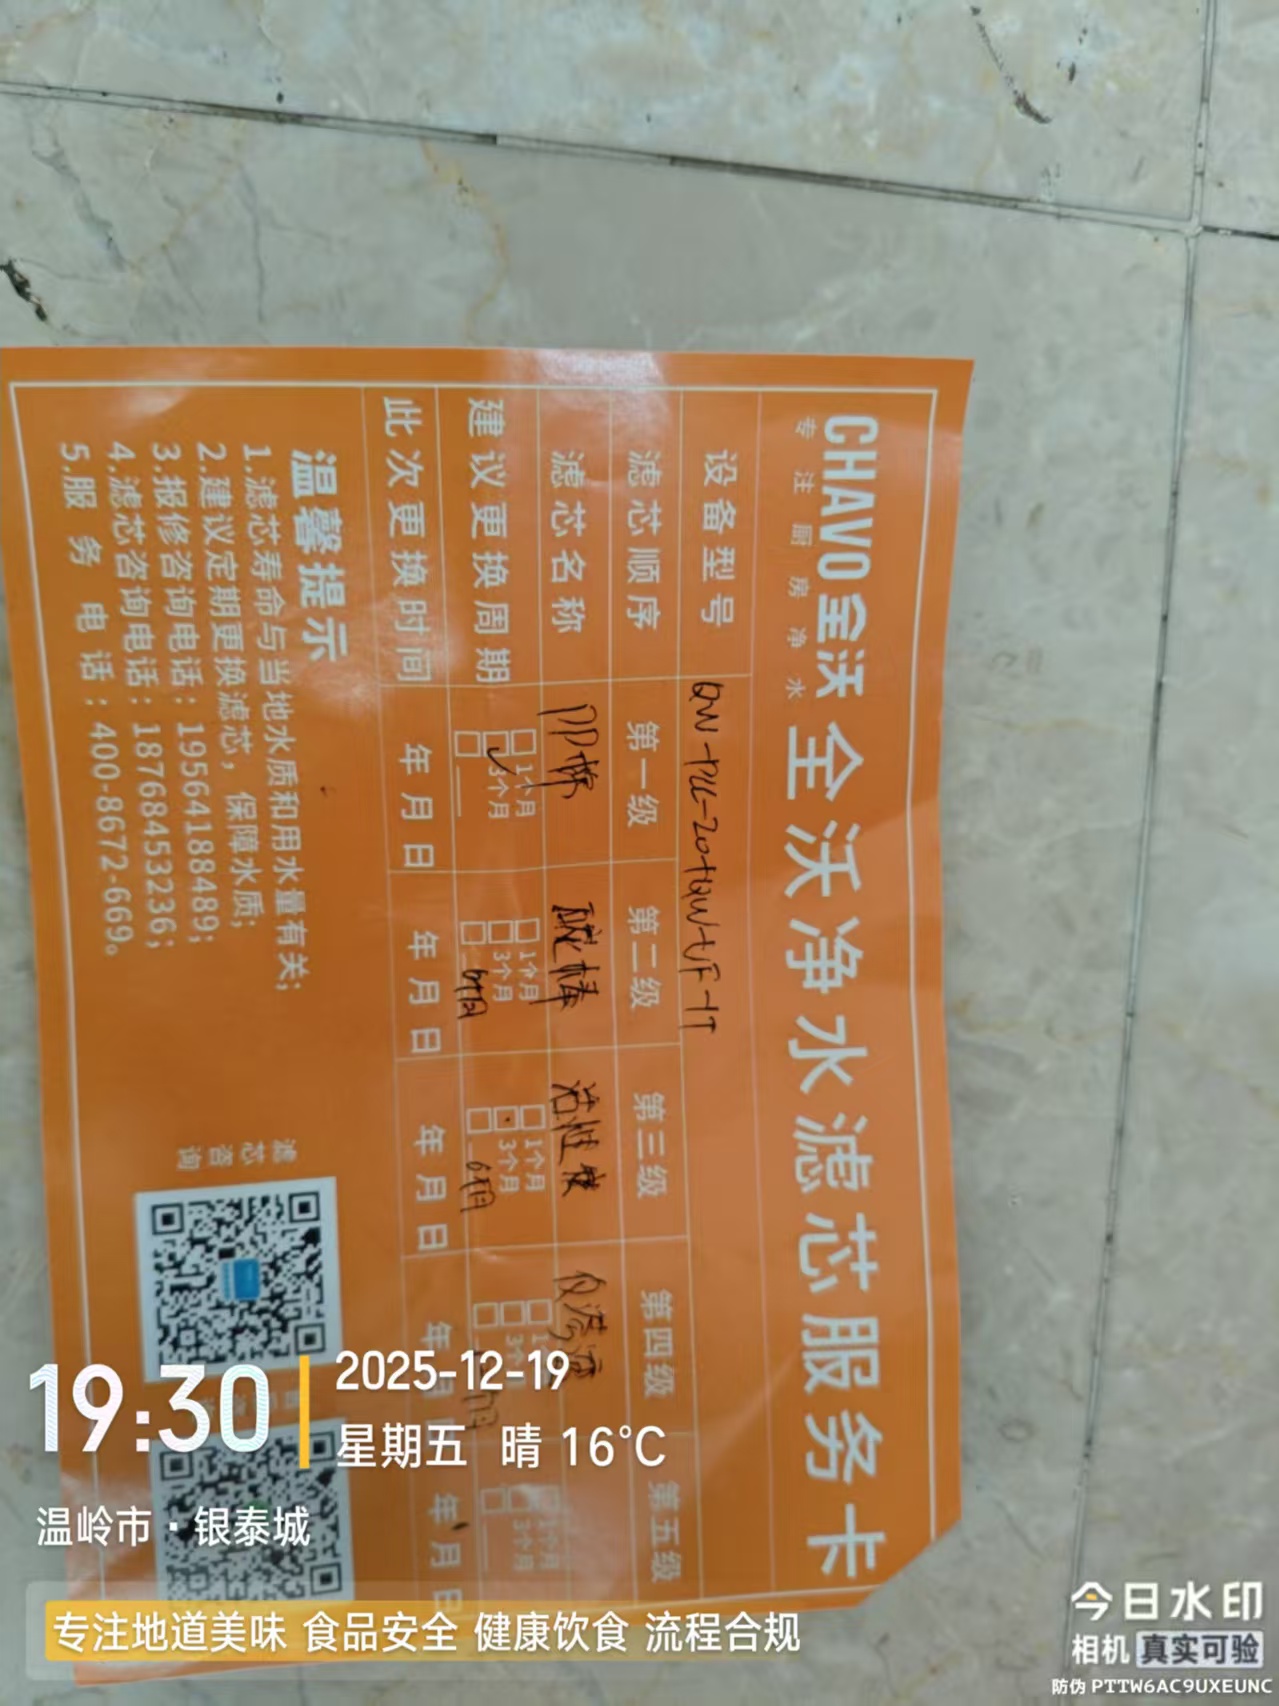 CHAVO全沃 全沃净水滤芯服务卡
专注厨房净水
设备型号
滤芯顺序 第一级 第二级 第三级 第四级 第五级
滤芯名称 PP棉 碳棒 活性炭
建议更换周期
□1个月 □1个月 □1个月 □1 □1个月
□3个月 □3个月 □3个月 □3个 □3个月
□ □ 6个月 □ 6个月 □ □
此次更换时间 年 月 日 年 月 日 年 月 日 年 月 日 年 月 日
温馨提示
1.滤芯寿命与当地水质和用水量有关;
2.建议定期更换滤芯,保障水质;
3.报修咨询电话:19564188489;
4.滤芯咨询电话:18768453236;
5.服务电话:400-8672-669。
滤芯咨询
19:30
2025-12-19
星期五 晴 16°C
温岭市·银泰城
专注地道美味 食品安全 健康饮食 流程合规
今日水印
相机 真实可验
防伪 PTTW6AC9UXEUNC